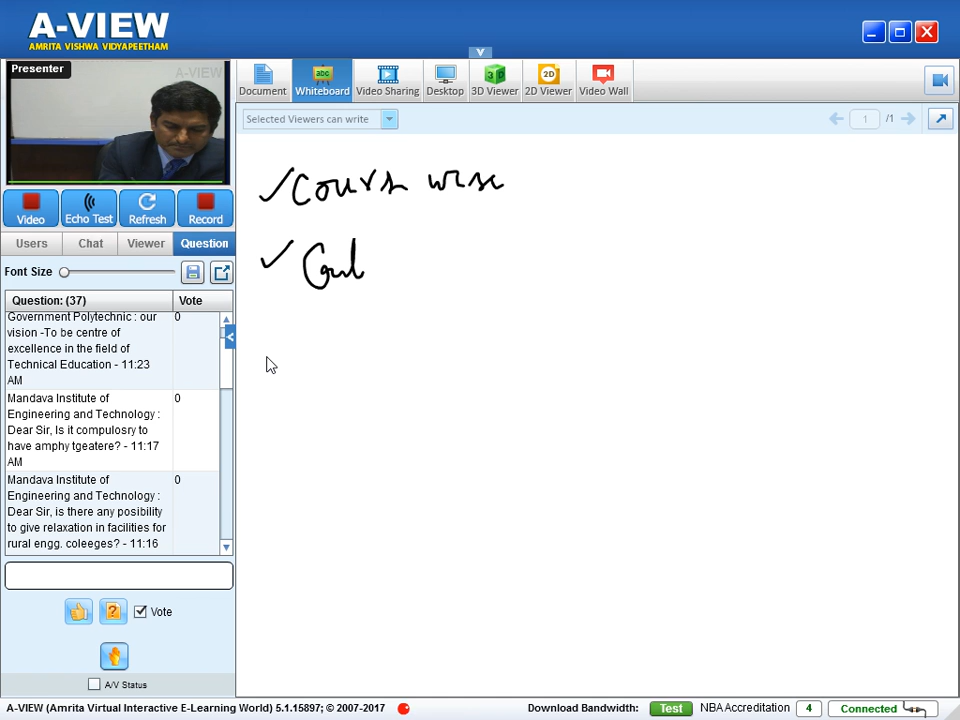 A-VIEW
AMRITA VISHWA VIDYAPEETHAM
Presenter
A-VIEW
Document
Whiteboard
Video Sharing
Desktop
3D Viewer
2D Viewer
Video Wall
Selected Viewers can write
1 /1
Course wise
Video
Echo Test
Refresh
Record
Users
Chat
Viewer
Question
Font Size
Question: (37) Vote
Government Polytechnic : our 0
vision -To be centre of
excellence in the field of
Technical Education - 11:23
AM
Mandava Institute of 0
Engineering and Technology :
Dear Sir, Is it compulosry to
have amphy tgeatere? - 11:17
AM
Mandava Institute of 0
Engineering and Technology :
Dear Sir, is there any posibility
to give relaxation in facilities for
rural engg. coleeges? - 11:16
Vote
A/V Status
A-VIEW (Amrita Virtual Interactive E-Learning World) 5.1.15897; © 2007-2017
Download Bandwidth: Test NBA Accreditation 4 Connected